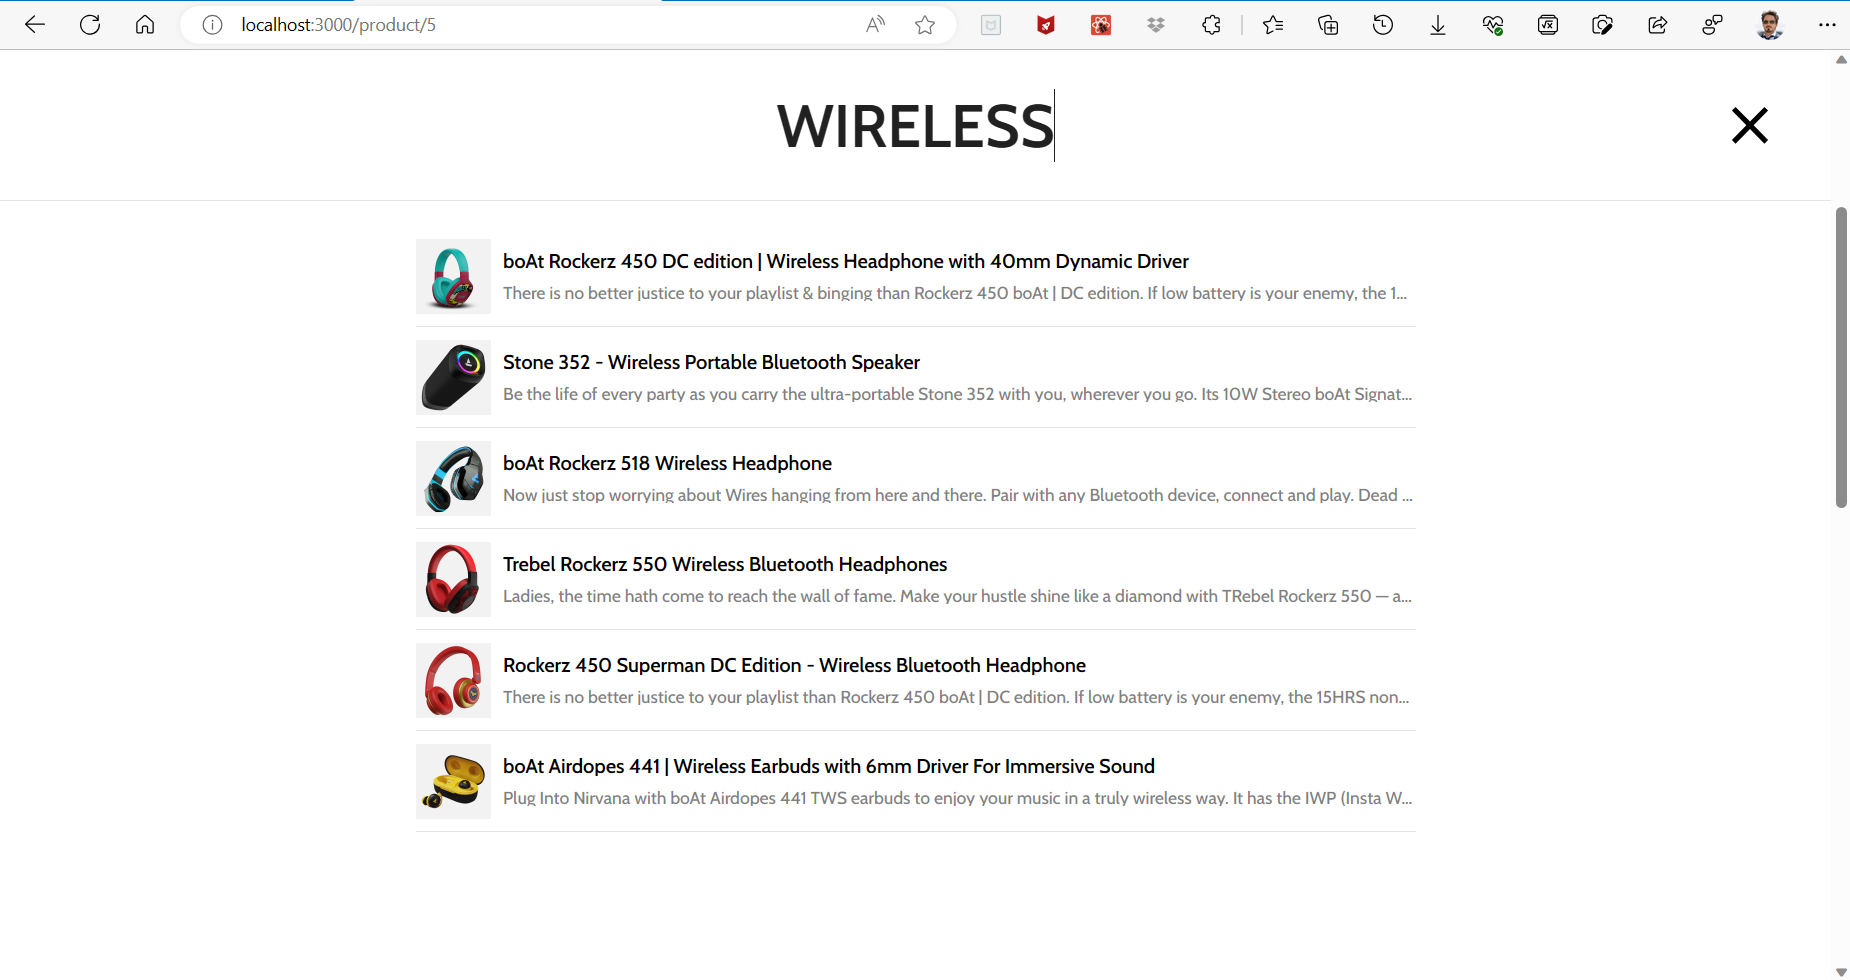 localhost:3000/product/5
WIRELESS
boAt Rockerz 450 DC edition | Wireless Headphone with 40mm Dynamic Driver
There is no better justice to your playlist & binging than Rockerz 450 boAt | DC edition. If low battery is your enemy, the 1...
Stone 352 - Wireless Portable Bluetooth Speaker
Be the life of every party as you carry the ultra-portable Stone 352 with you, wherever you go. Its 10W Stereo boAt Signat...
boAt Rockerz 518 Wireless Headphone
Now just stop worrying about Wires hanging from here and there. Pair with any Bluetooth device, connect and play. Dead ...
Trebel Rockerz 550 Wireless Bluetooth Headphones
Ladies, the time hath come to reach the wall of fame. Make your hustle shine like a diamond with TRebel Rockerz 550 — a...
Rockerz 450 Superman DC Edition - Wireless Bluetooth Headphone
There is no better justice to your playlist than Rockerz 450 boAt | DC edition. If low battery is your enemy, the 15HRS non...
boAt Airdopes 441 | Wireless Earbuds with 6mm Driver For Immersive Sound
Plug Into Nirvana with boAt Airdopes 441 TWS earbuds to enjoy your music in a truly wireless way. It has the IWP (Insta W...